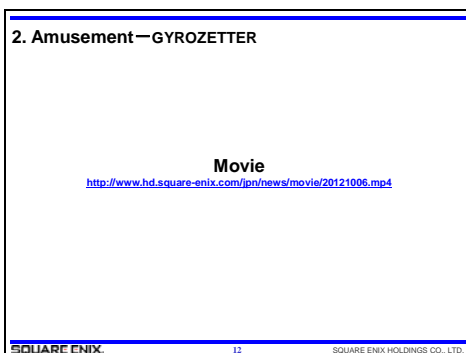 2. Amusement－GYROZETTER
Movie
http://www.hd.square-enix.com/jpn/news/movie/20121006.mp4
SQUARE ENIX.
12
SQUARE ENIX HOLDINGS CO., LTD.